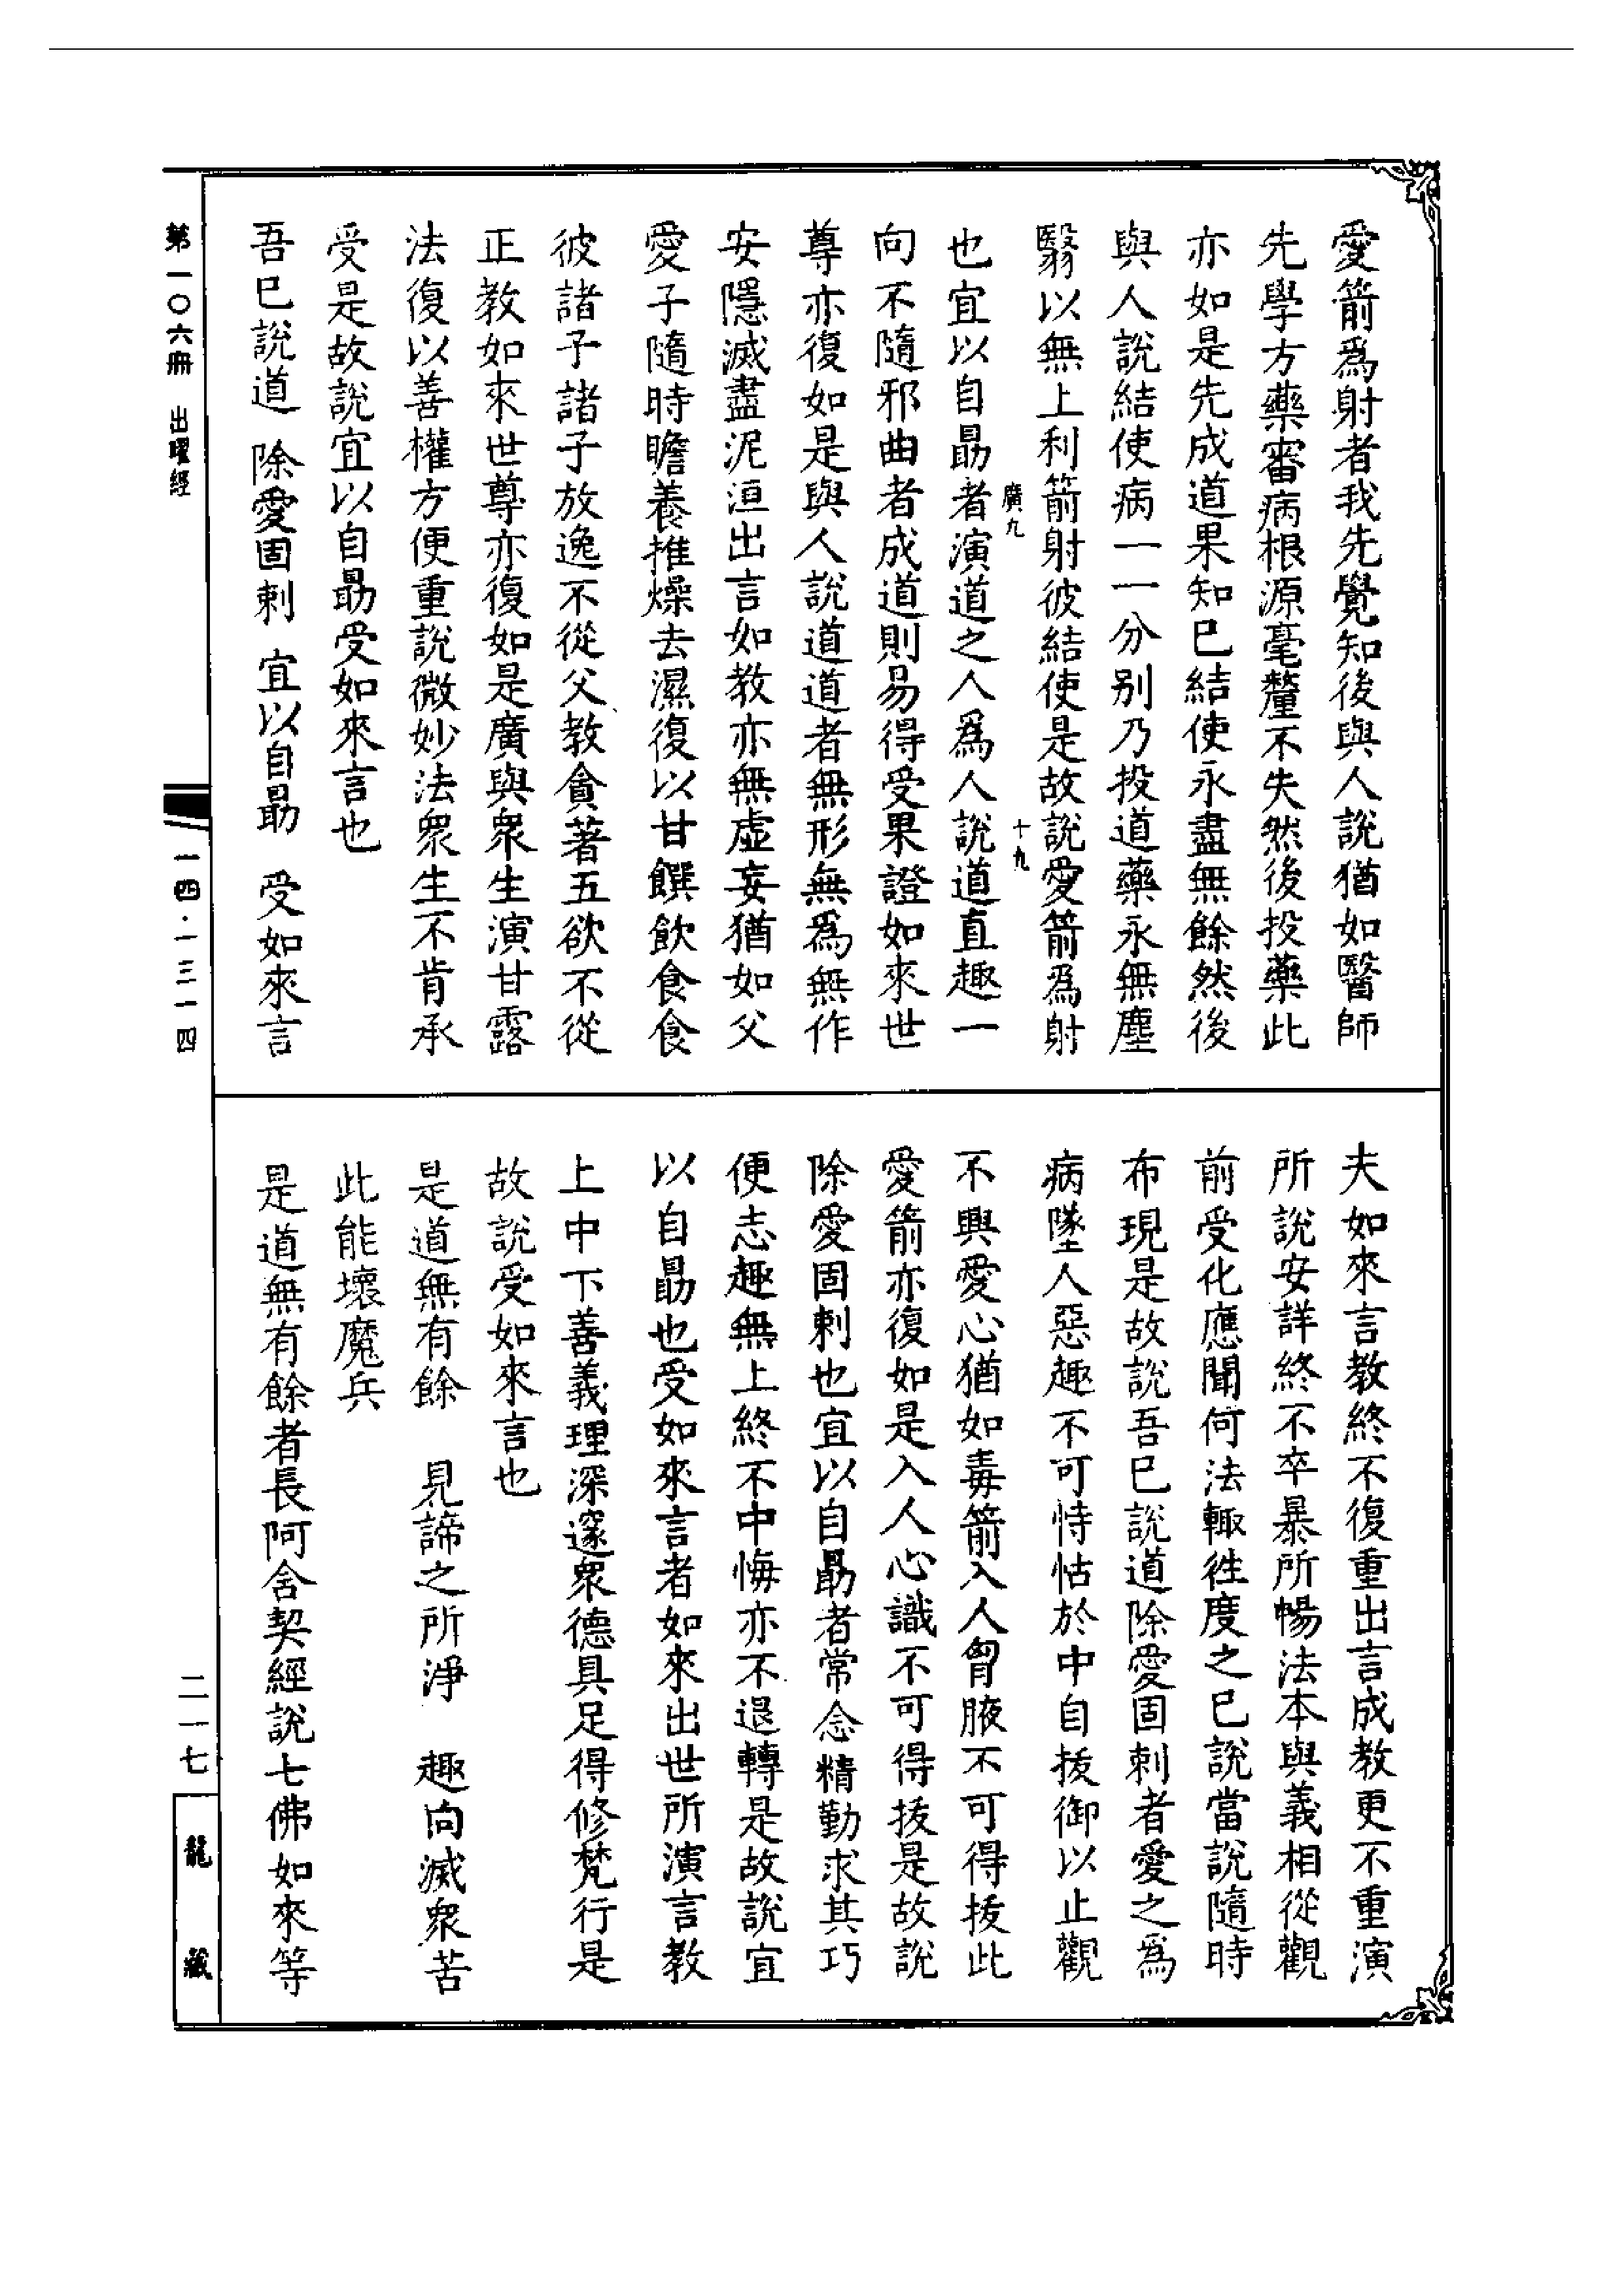 愛箭爲射者我先覺知後與人說猶如醫師
先學方藥審病根源毫釐不失然後投藥此
亦如是先成道果知巳結使永盡無餘然後
與人說結使病一一分别乃投道藥永無塵
翳以無上利箭射彼結使是故說愛箭爲射
廣九
十九
也宜以自勗者演道之人爲人說道直趣一
向不隨邪曲者成道則易得受果證如來世
尊亦復如是與人說道道者無形無爲無作
安隱滅盡泥洹出言如教亦無虛妄猶如父
愛子隨時瞻養推燥去濕復以甘饌飲食食
彼諸子諸子放逸不從父教貪著五欲不從
正教如來世尊亦復如是廣與衆生演甘露
法復以善權方便重說微妙法衆生不肯承
受是故說宜以自勗受如來言也
吾巳說道 除愛固刺 宜以自勗 受如來言
夫如來言教終不復重出言成教更不重演
所說安詳終不卒暴所暢法本與義相從觀
前受化應聞何法輙徃度之巳說當說隨時
布現是故說吾巳說道除愛固刺者愛之爲
病墜人惡趣不可恃怙於中自拔御以止觀
不興愛心猶如毒箭入人胷腋不可得拔此
愛箭亦復如是入人心識不可得拔是故說
除愛固刺也宜以自勗者常念精勤求其巧
便志趣無上終不中悔亦不退轉是故說宜
以自勗也受如來言者如來出世所演言教
上中下善義理深邃衆德具足得修梵行是
故說受如來言也
是道無有餘 見諦之所淨 趣向滅衆苦
此能壞魔兵
是道無有餘者長阿含契經說七佛如來等
第一〇六冊 出曜經
一四·一三一四
二一七
龍藏